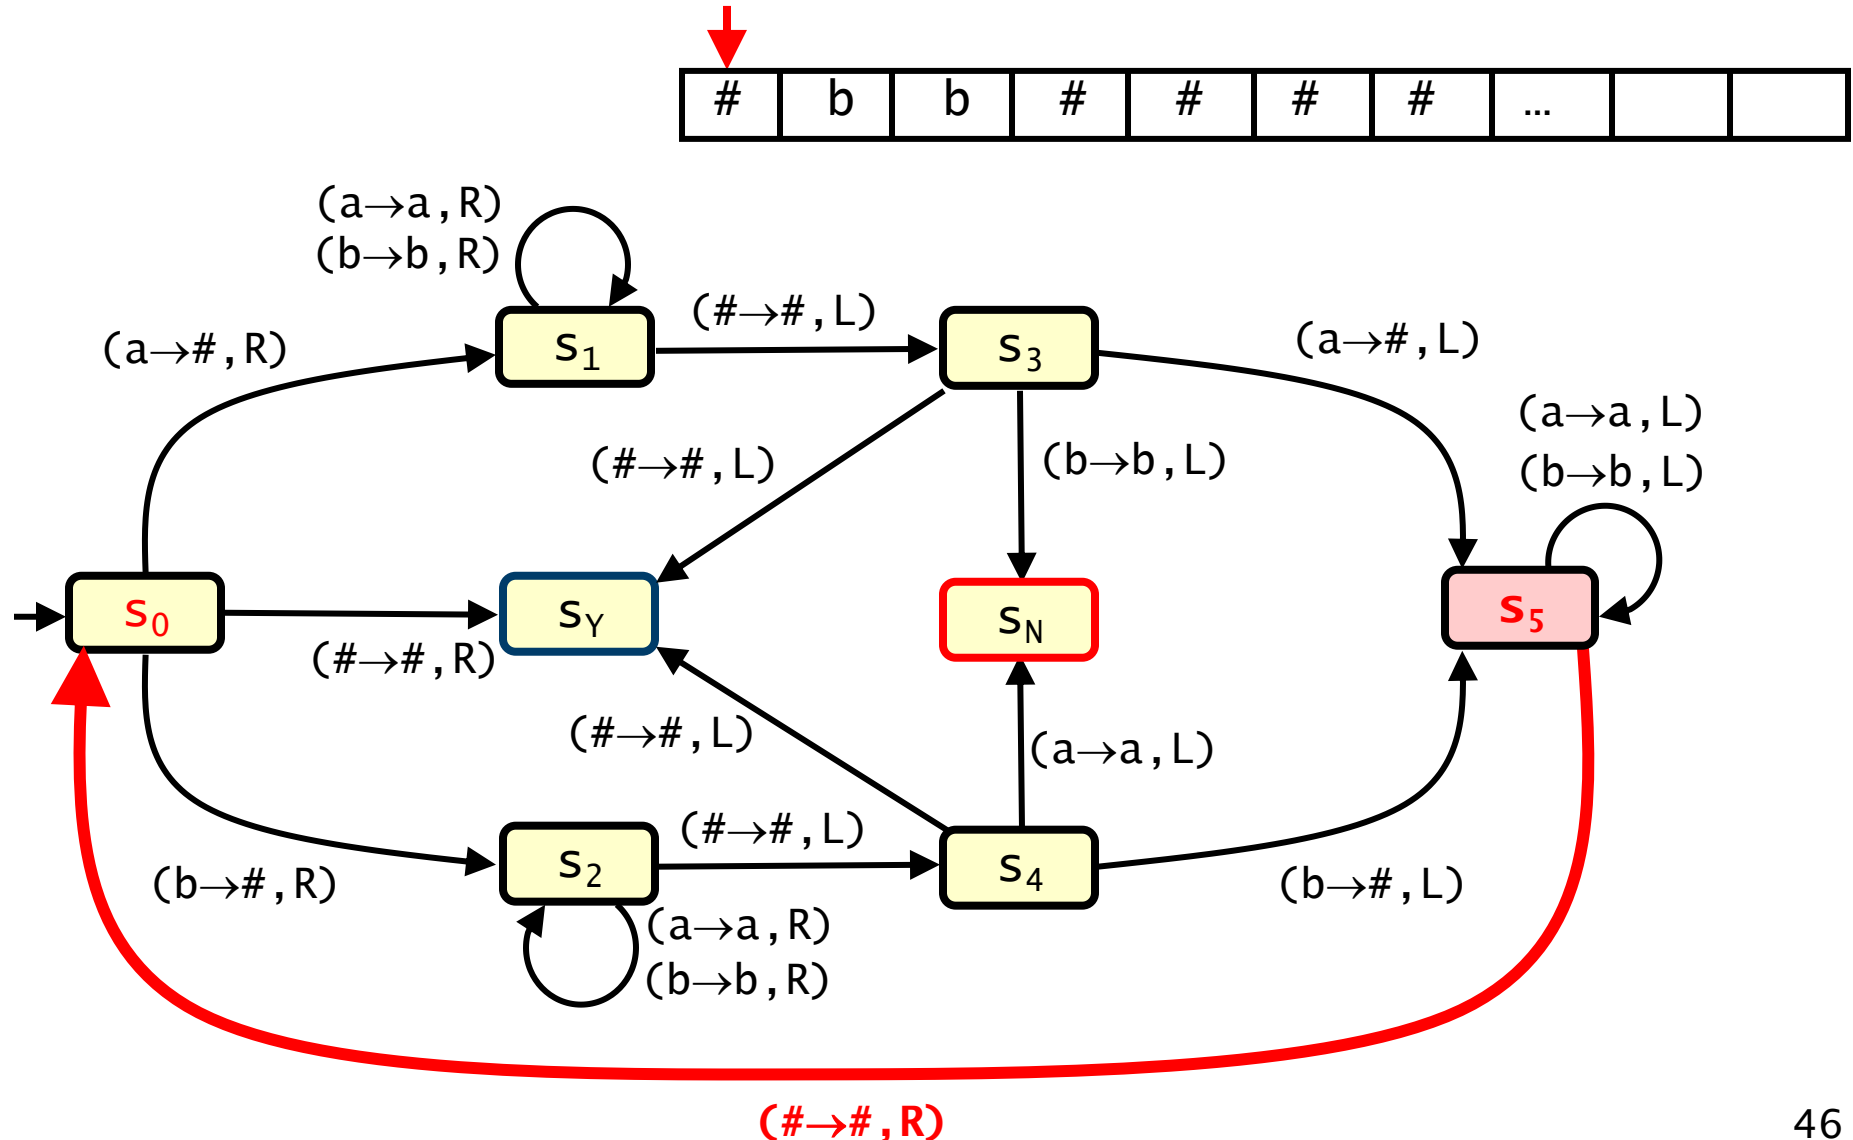 # b b # # # # ...
(a→a,R)
(b→b,R)
(#→#,L)
(a→#,R)
s1
s3
(a→#,L)
(a→a,L)
(b→b,L)
(#→#,L)
(b→b,L)
s0
sY
sN
s5
(#→#,R)
(#→#,L)
(a→a,L)
(#→#,L)
s2
s4
(b→#,R)
(b→#,L)
(a→a,R)
(b→b,R)
(#→#,R)
46